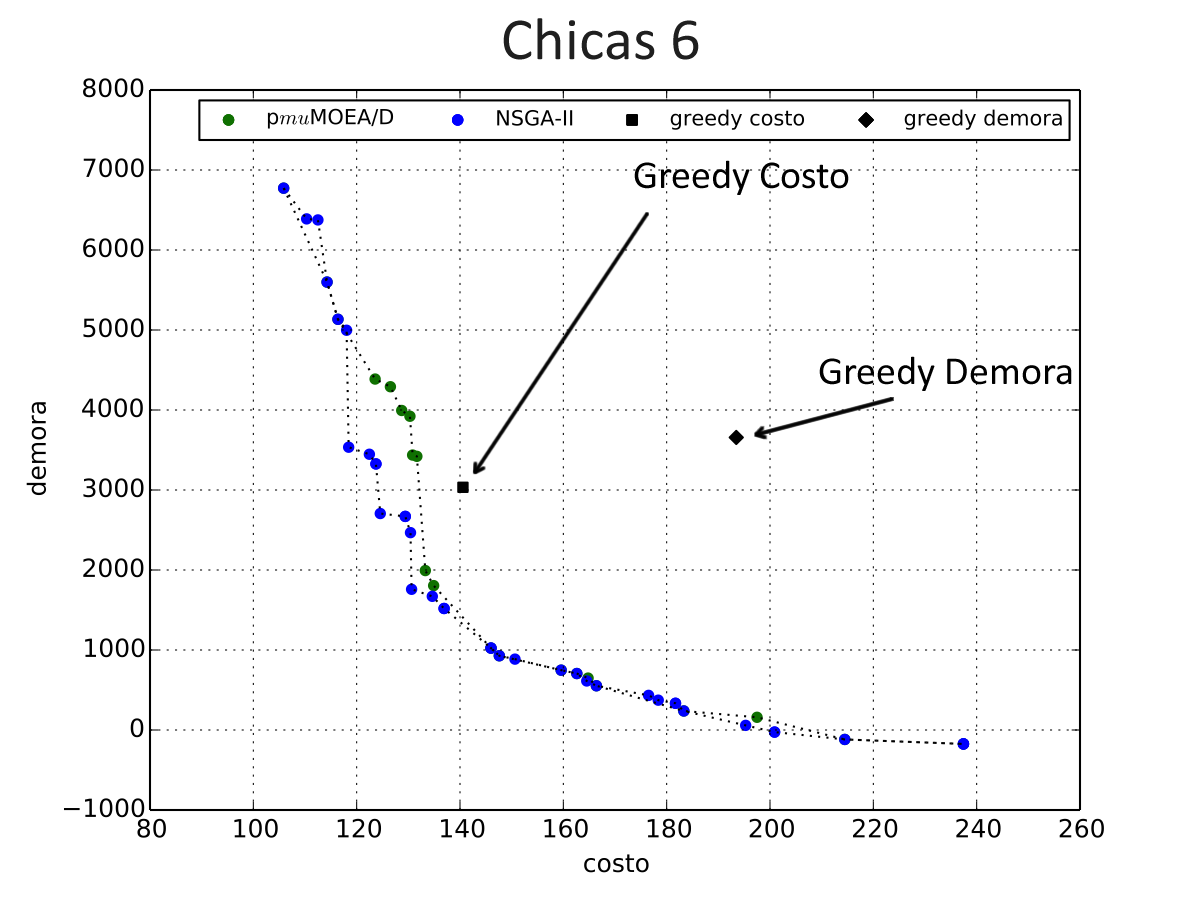 Chicas 6
pmuMOEA/D NSGA-II greedy costo greedy demora
Greedy Costo
Greedy Demora
8000
7000
6000
5000
4000
3000
2000
1000
0
−1000
demora
80 100 120 140 160 180 200 220 240 260
costo